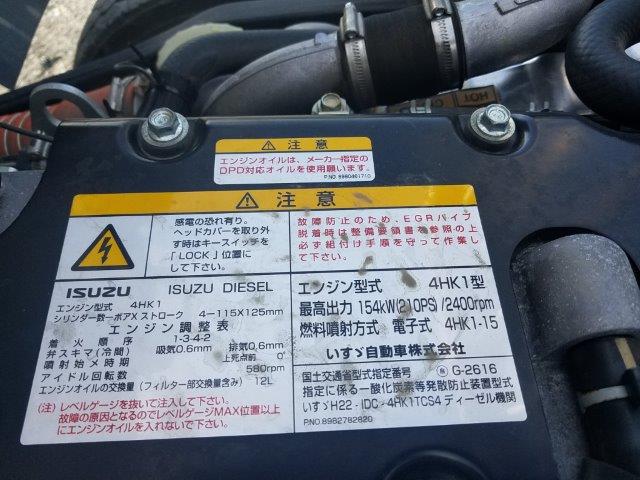 ⚠ 注意
エンジンオイルは、メーカー指定の
DPD対応オイルを使用願います。
P.NO. 8980461710
⚠ 注意
感電の恐れ有り。
ヘッドカバーを取り外
す時はキースイッチを
「LOCK」位置に
して下さい。
故障防止のため、EGRパイプ
脱着時は整備要領書を参照の上
必ず組付け手順を守って作業し
て下さい。
ISUZU ISUZU DIESEL
エンジン型式 4HK1
シリンダー数ーボアX ストローク 4ー115X125mm
エンジン調整表
着火順序 1-3-4-2
弁スキマ(冷間) 吸気0.6mm 排気0.6mm
噴射始メ時期 上死点前 0°
アイドル回転数 580rpm
エンジンオイルの交換量(フィルター部交換量含み) 12L
(注)レベルゲージを抜いて注入して下さい。
故障の原因となるのでレベルゲージMAX位置以上
にエンジンオイルを入れないで下さい。
エンジン型式 4HK1型
最高出力 154kW(210PS)/2400rpm
燃料噴射方式 電子式 4HK1-15
いすゞ自動車株式会社
国土交通省型式指定番号 G-2616
指定に係る一酸化炭素等発散防止装置型式
いすゞH22・IDC・4HK1TCS4 ディーゼル機関
P.NO.8982782820
HOT